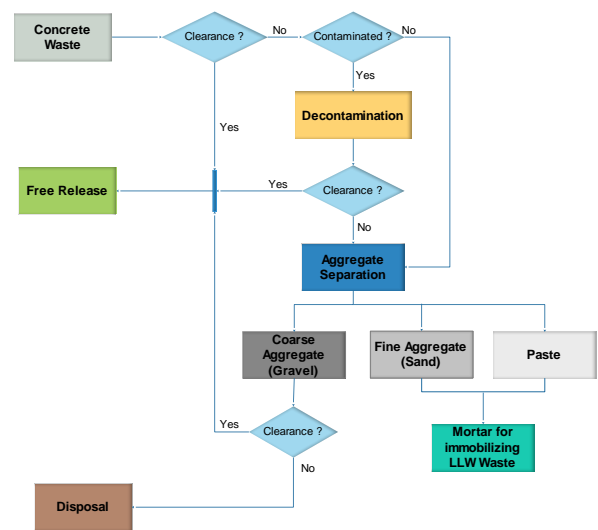 Concrete
Waste
Clearance ?
No
Contaminated ?
No
Yes
Decontamination
Yes
Free Release
Yes
Clearance ?
No
Aggregate
Separation
Coarse
Aggregate
(Gravel)
Fine Aggregate
(Sand)
Paste
Yes
Clearance ?
Mortar for
immobilizing
LLW Waste
No
Disposal